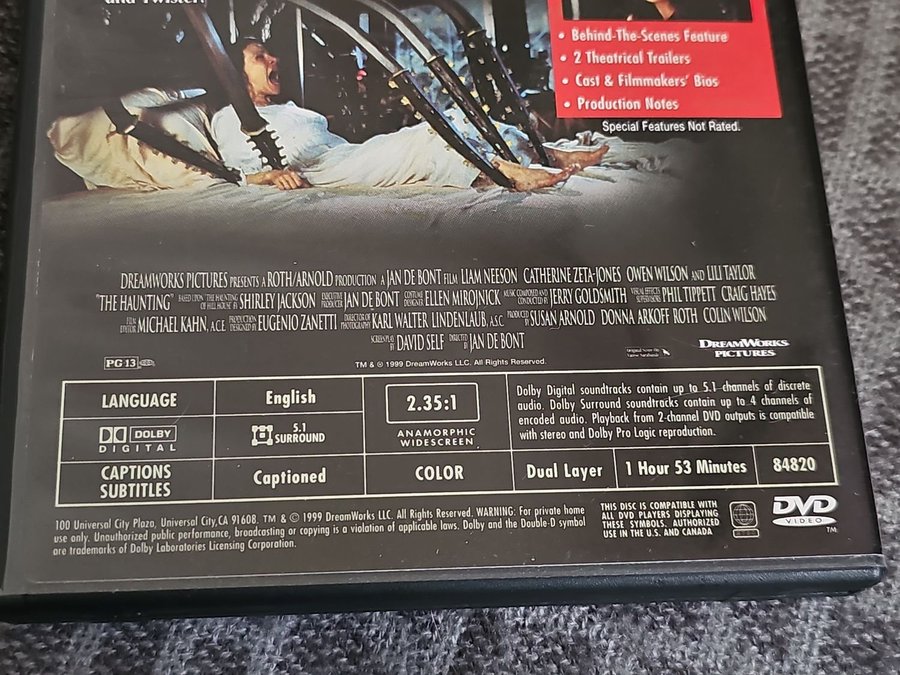 and Twister.
• Behind-The-Scenes Feature
• 2 Theatrical Trailers
• Cast & Filmmakers' Bios
• Production Notes
Special Features Not Rated.
DREAMWORKS PICTURES PRESENTS A ROTH/ARNOLD PRODUCTION A JAN DE BONT FILM LIAM NEESON CATHERINE ZETA-JONES OWEN WILSON AND LILI TAYLOR
"THE HAUNTING" BASED UPON "THE HAUNTING OF HILL HOUSE" BY SHIRLEY JACKSON EXECUTIVE PRODUCER JAN DE BONT COSTUME DESIGNER ELLEN MIROJNICK MUSIC COMPOSED AND CONDUCTED BY JERRY GOLDSMITH VISUAL EFFECTS SUPERVISORS PHIL TIPPETT CRAIG HAYES
FILM EDITOR MICHAEL KAHN, A.C.E. PRODUCTION DESIGNED BY EUGENIO ZANETTI DIRECTOR OF PHOTOGRAPHY KARL WALTER LINDENLAUB, A.S.C. PRODUCED BY SUSAN ARNOLD DONNA ARKOFF ROTH COLIN WILSON
SCREENPLAY BY DAVID SELF DIRECTED BY JAN DE BONT
DREAMWORKS PICTURES
PG-13
TM & © 1999 DreamWorks LLC. All Rights Reserved.
LANGUAGE
English
2.35:1
ANAMORPHIC
WIDESCREEN
Dolby Digital soundtracks contain up to 5.1 channels of discrete
audio. Dolby Surround soundtracks contain up to 4 channels of
encoded audio. Playback from 2-channel DVD outputs is compatible
with stereo and Dolby Pro Logic reproduction.
DOLBY
DIGITAL
5.1
SURROUND
CAPTIONS
SUBTITLES
Captioned
COLOR
Dual Layer
1 Hour 53 Minutes
84820
100 Universal City Plaza, Universal City, CA 91608. TM & © 1999 DreamWorks LLC. All Rights Reserved. WARNING: For private home
use only. Unauthorized public performance, broadcasting or copying is a violation of applicable laws. Dolby and the Double-D symbol
are trademarks of Dolby Laboratories Licensing Corporation.
THIS DISC IS COMPATIBLE WITH
ALL DVD PLAYERS DISPLAYING
THESE SYMBOLS. AUTHORIZED
USE IN THE U.S. AND CANADA
DVD
VIDEO
TM